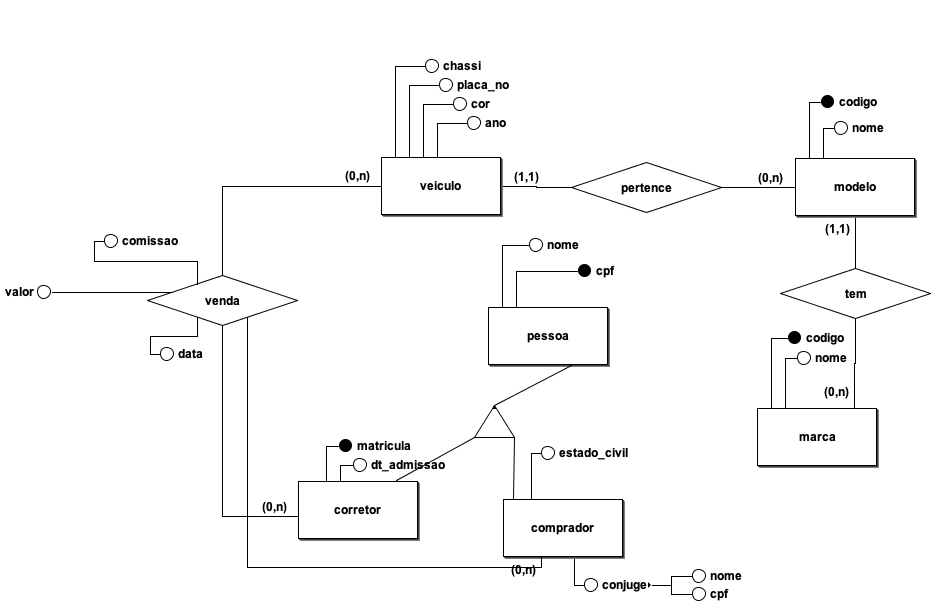 chassi
placa_no
cor
ano
codigo
nome
(0,n)
veiculo
(1,1)
pertence
(0,n)
modelo
(1,1)
comissao
valor
venda
data
nome
cpf
pessoa
tem
codigo
nome
(0,n)
marca
matricula
dt_admissao
(0,n)
corretor
estado_civil
comprador
(0,n)
conjuge
nome
cpf